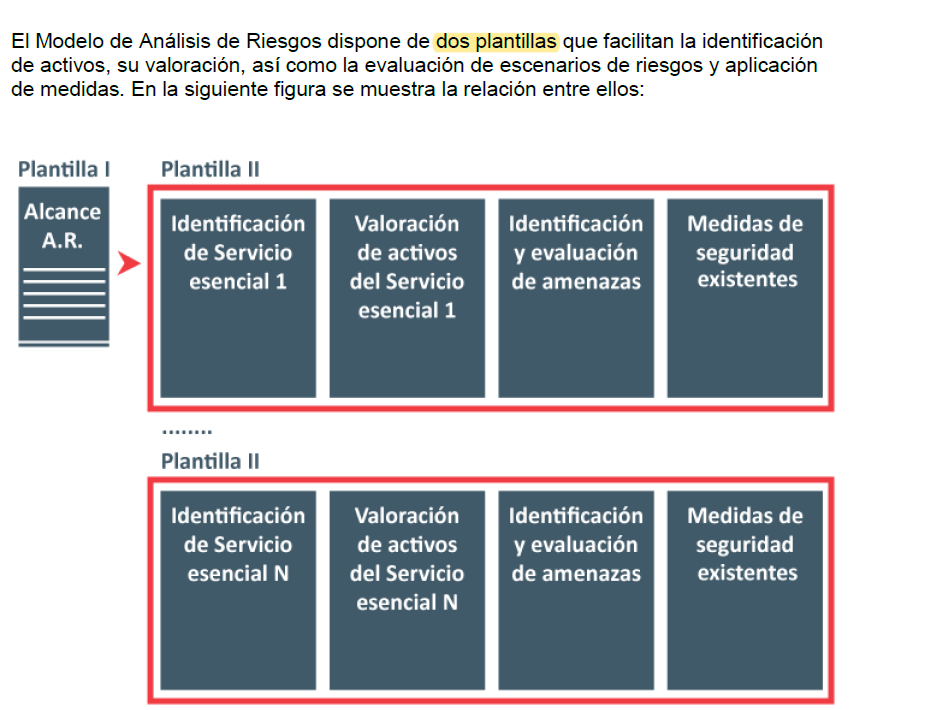 El Modelo de Análisis de Riesgos dispone de dos plantillas que facilitan la identificación
de activos, su valoración, así como la evaluación de escenarios de riesgos y aplicación
de medidas. En la siguiente figura se muestra la relación entre ellos:
Plantilla I
Alcance
A.R.
Plantilla II
Identificación
de Servicio
esencial 1
Valoración
de activos
del Servicio
esencial 1
Identificación
y evaluación
de amenazas
Medidas de
seguridad
existentes
........
Plantilla II
Identificación
de Servicio
esencial N
Valoración
de activos
del Servicio
esencial N
Identificación
y evaluación
de amenazas
Medidas de
seguridad
existentes